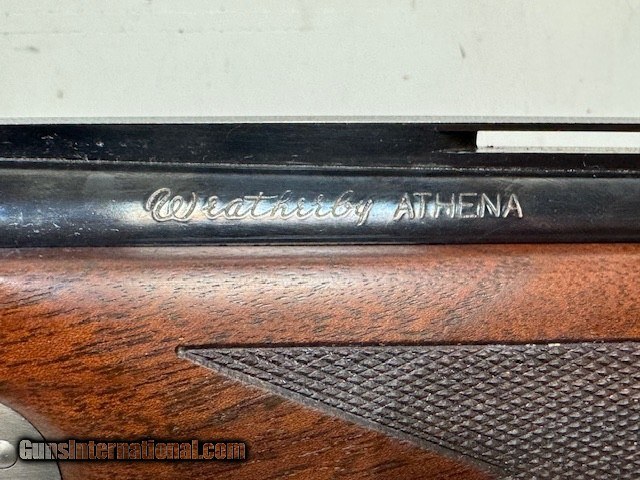 Weatherby ATHENA
GunsInternational.com